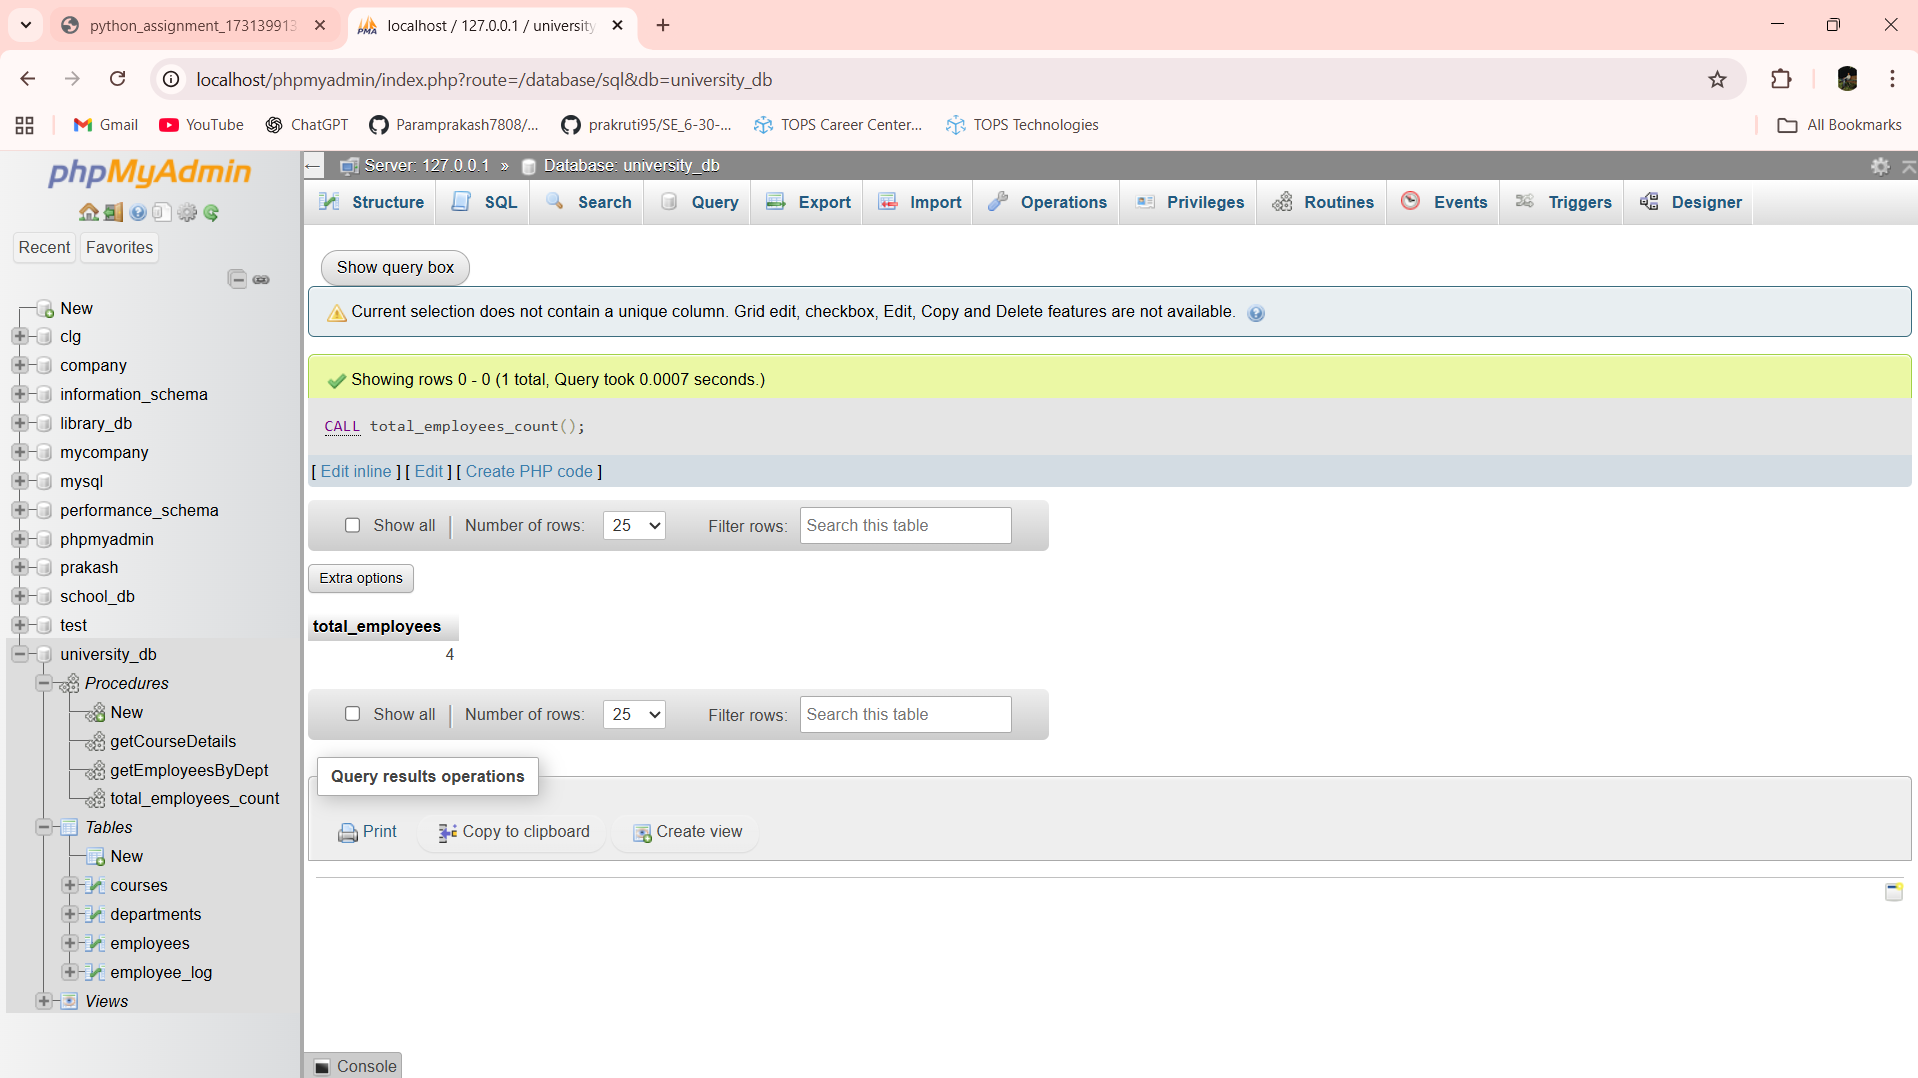 python_assignment_173139913
localhost / 127.0.0.1 / university
localhost/phpmyadmin/index.php?route=/database/sql&db=university_db
Gmail
YouTube
ChatGPT
Paramprakash7808/...
prakruti95/SE_6-30-...
TOPS Career Center...
TOPS Technologies
All Bookmarks
phpMyAdmin
Recent
Favorites
New
clg
company
information_schema
library_db
mycompany
mysql
performance_schema
phpmyadmin
prakash
school_db
test
university_db
Procedures
New
getCourseDetails
getEmployeesByDept
total_employees_count
Tables
New
courses
departments
employees
employee_log
Views
Server: 127.0.0.1 » Database: university_db
Structure
SQL
Search
Query
Export
Import
Operations
Privileges
Routines
Events
Triggers
Designer
Show query box
Current selection does not contain a unique column. Grid edit, checkbox, Edit, Copy and Delete features are not available.
Showing rows 0 - 0 (1 total, Query took 0.0007 seconds.)
CALL total_employees_count();
[ Edit inline ] [ Edit ] [ Create PHP code ]
Show all
Number of rows: 25
Filter rows: Search this table
Extra options
total_employees
4
Show all
Number of rows: 25
Filter rows: Search this table
Query results operations
Print
Copy to clipboard
Create view
Console